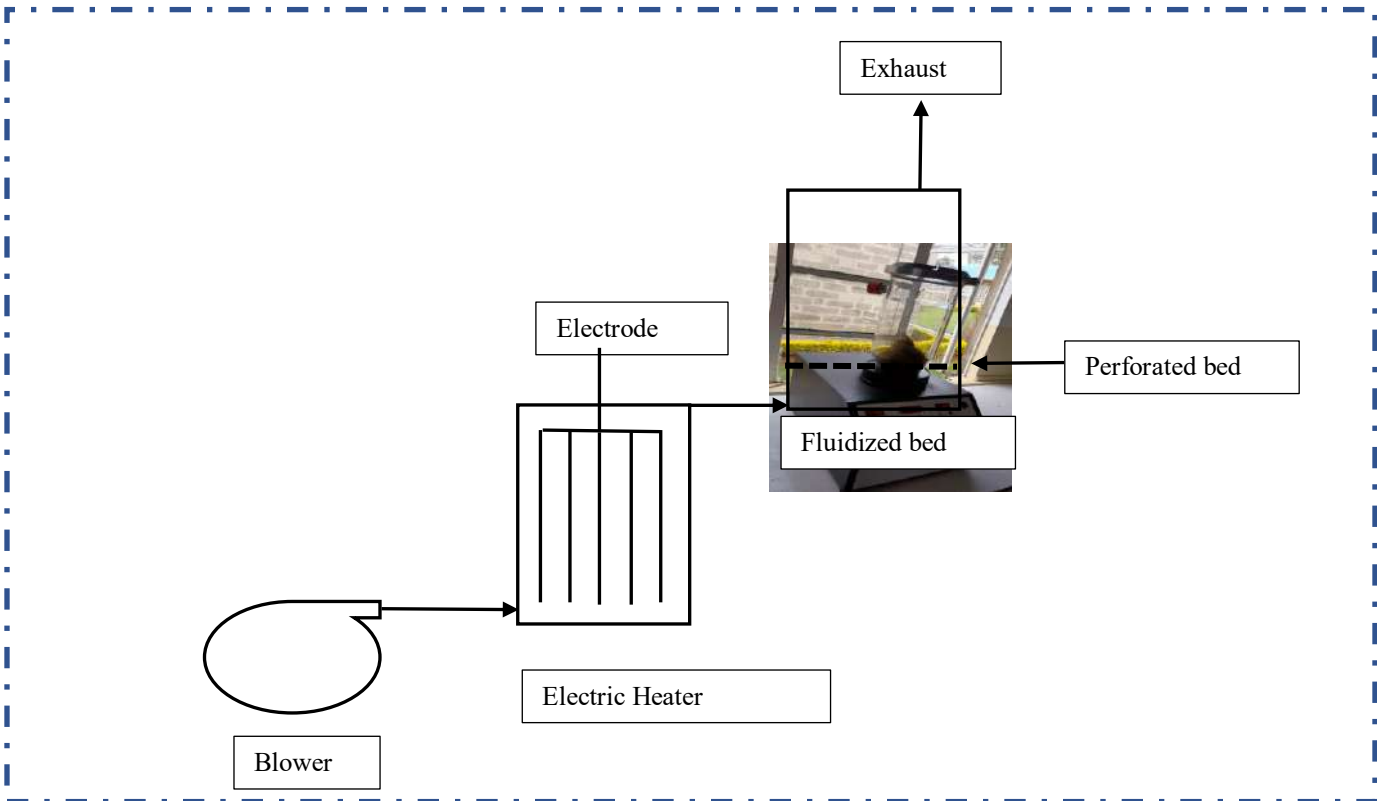 Exhaust
Electrode
Perforated bed
Fluidized bed
Electric Heater
Blower